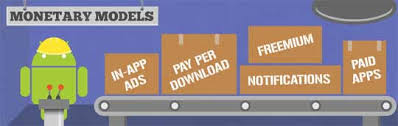 MONETARY MODELS
IN-APP
ADS
PAY PER
DOWNLOAD
FREEMIUM
NOTIFICATIONS
PAID
APPS